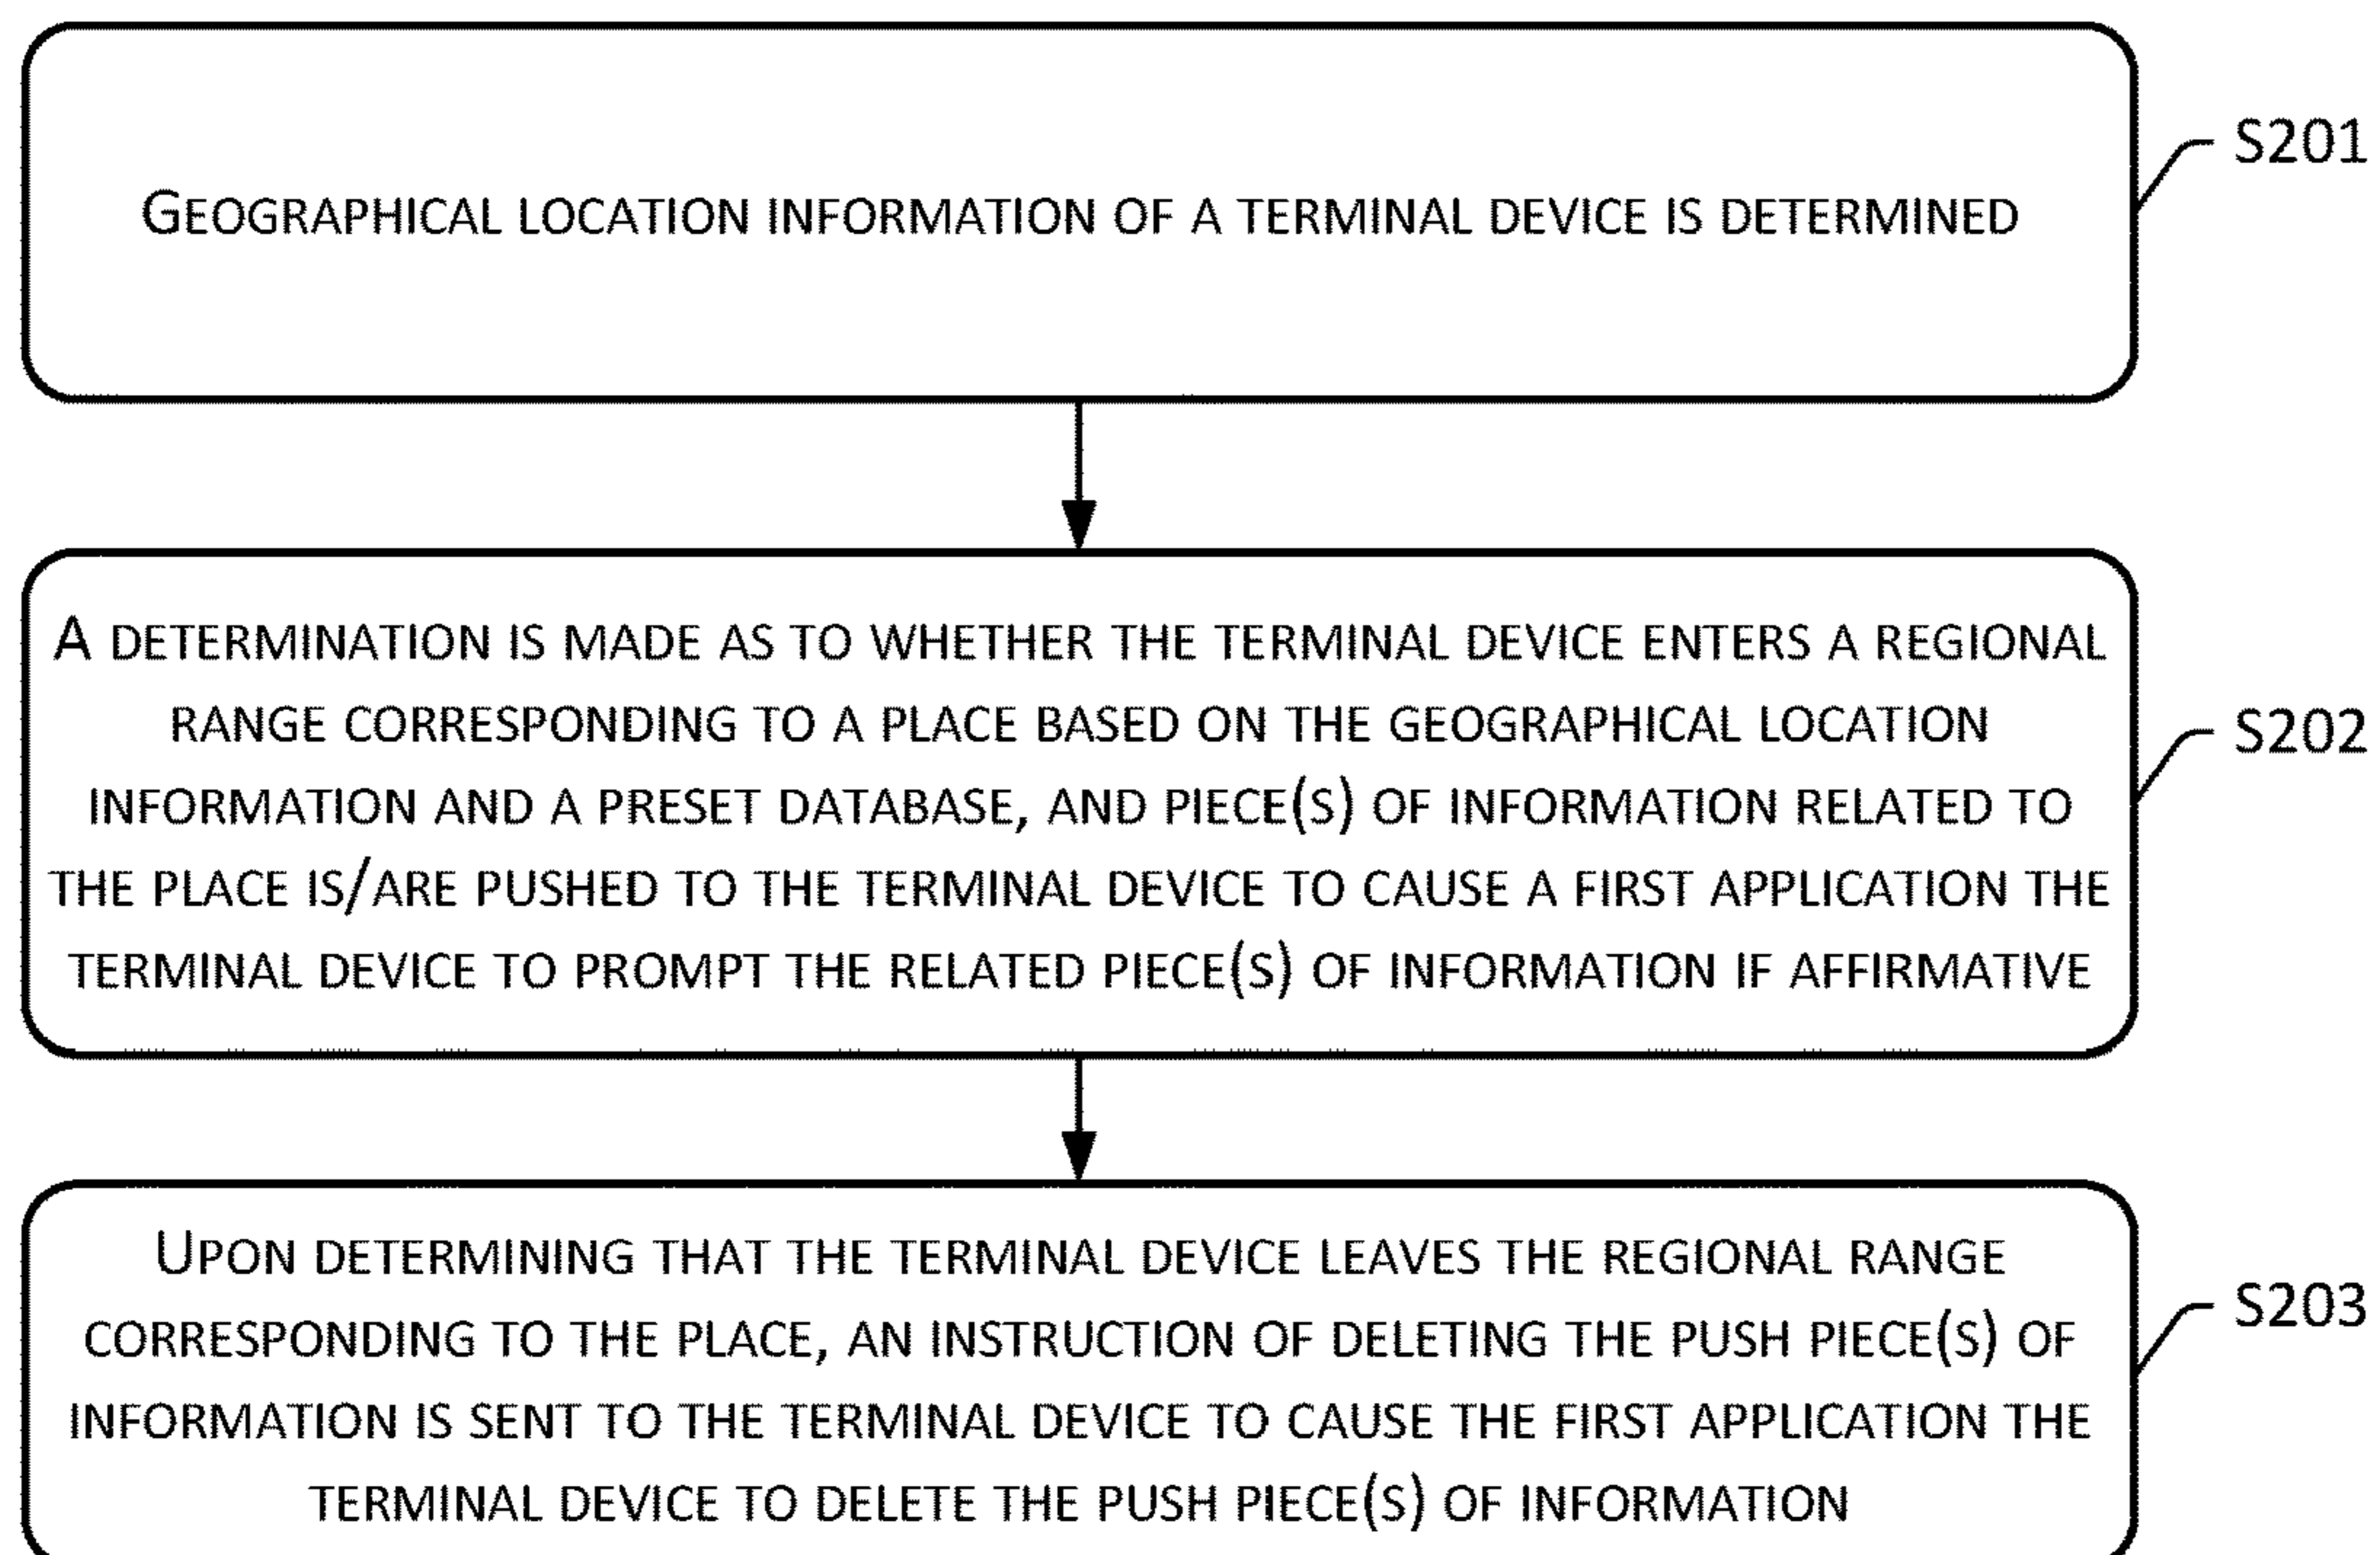 GEOGRAPHICAL LOCATION INFORMATION OF A TERMINAL DEVICE IS DETERMINED
S201
A DETERMINATION IS MADE AS TO WHETHER THE TERMINAL DEVICE ENTERS A REGIONAL
RANGE CORRESPONDING TO A PLACE BASED ON THE GEOGRAPHICAL LOCATION
INFORMATION AND A PRESET DATABASE, AND PIECE(S) OF INFORMATION RELATED TO
THE PLACE IS/ARE PUSHED TO THE TERMINAL DEVICE TO CAUSE A FIRST APPLICATION THE
TERMINAL DEVICE TO PROMPT THE RELATED PIECE(S) OF INFORMATION IF AFFIRMATIVE
S202
UPON DETERMINING THAT THE TERMINAL DEVICE LEAVES THE REGIONAL RANGE
CORRESPONDING TO THE PLACE, AN INSTRUCTION OF DELETING THE PUSH PIECE(S) OF
INFORMATION IS SENT TO THE TERMINAL DEVICE TO CAUSE THE FIRST APPLICATION THE
TERMINAL DEVICE TO DELETE THE PUSH PIECE(S) OF INFORMATION
S203